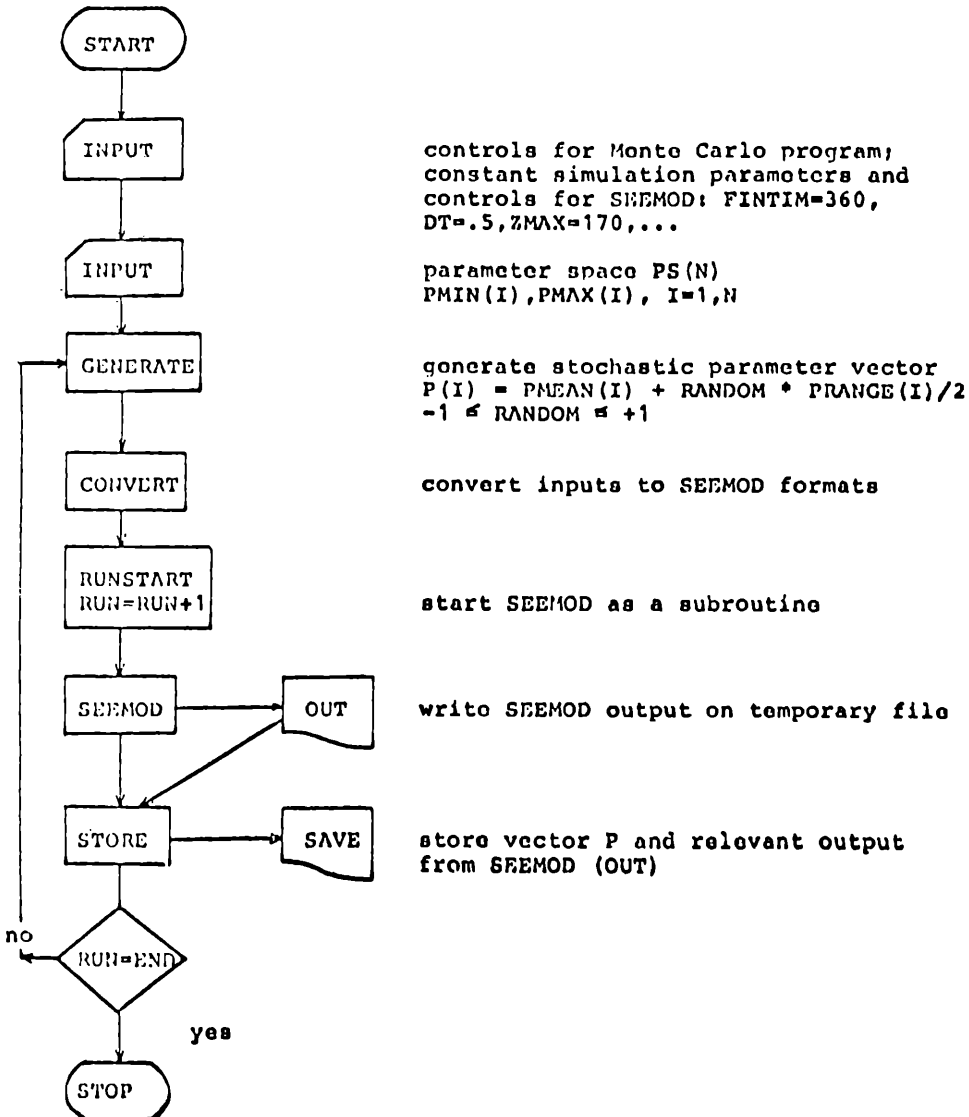 START
INPUT
controls for Monte Carlo program;
constant simulation parameters and
controls for SEEMOD: FINTIM=360,
DT=.5,ZMAX=170,...
INPUT
parameter space PS(N)
PMIN(I),PMAX(I), I=1,N
GENERATE
generate stochastic parameter vector
P(I) = PMEAN(I) + RANDOM * PRANGE(I)/2
-1 ≤ RANDOM ≤ +1
CONVERT
convert inputs to SEEMOD formats
RUNSTART
RUN=RUN+1
start SEEMOD as a subroutine
SEEMOD
OUT
write SEEMOD output on temporary file
STORE
SAVE
store vector P and relevant output
from SEEMOD (OUT)
no
RUN=END
yes
STOP